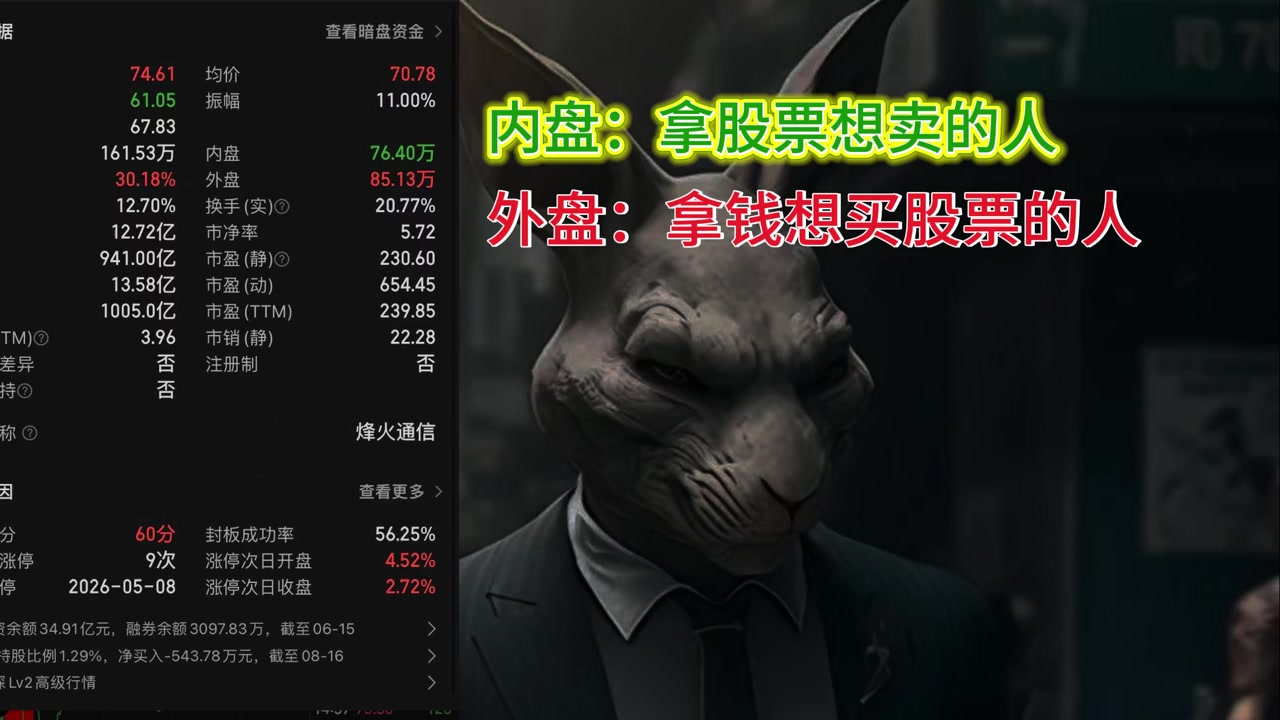 据 查看暗盘资金
74.61 均价 70.78
61.05 振幅 11.00%
67.83
161.53万 内盘 76.40万
30.18% 外盘 85.13万
12.70% 换手(实) 20.77%
12.72亿 市净率 5.72
941.00亿 市盈(静) 230.60
13.58亿 市盈(动) 654.45
1005.0亿 市盈(TTM) 239.85
TM) 3.96 市销(静) 22.28
差异 否 注册制 否
持 否
称 烽火通信
因 查看更多
分 60分 封板成功率 56.25%
涨停 9次 涨停次日开盘 4.52%
停 2026-05-08 涨停次日收盘 2.72%
资余额34.91亿元，融券余额3097.83万，截至06-15
持股比例1.29%，净买入-543.78万元，截至08-16
深Lv2高级行情
内盘：拿股票想卖的人
外盘：拿钱想买股票的人